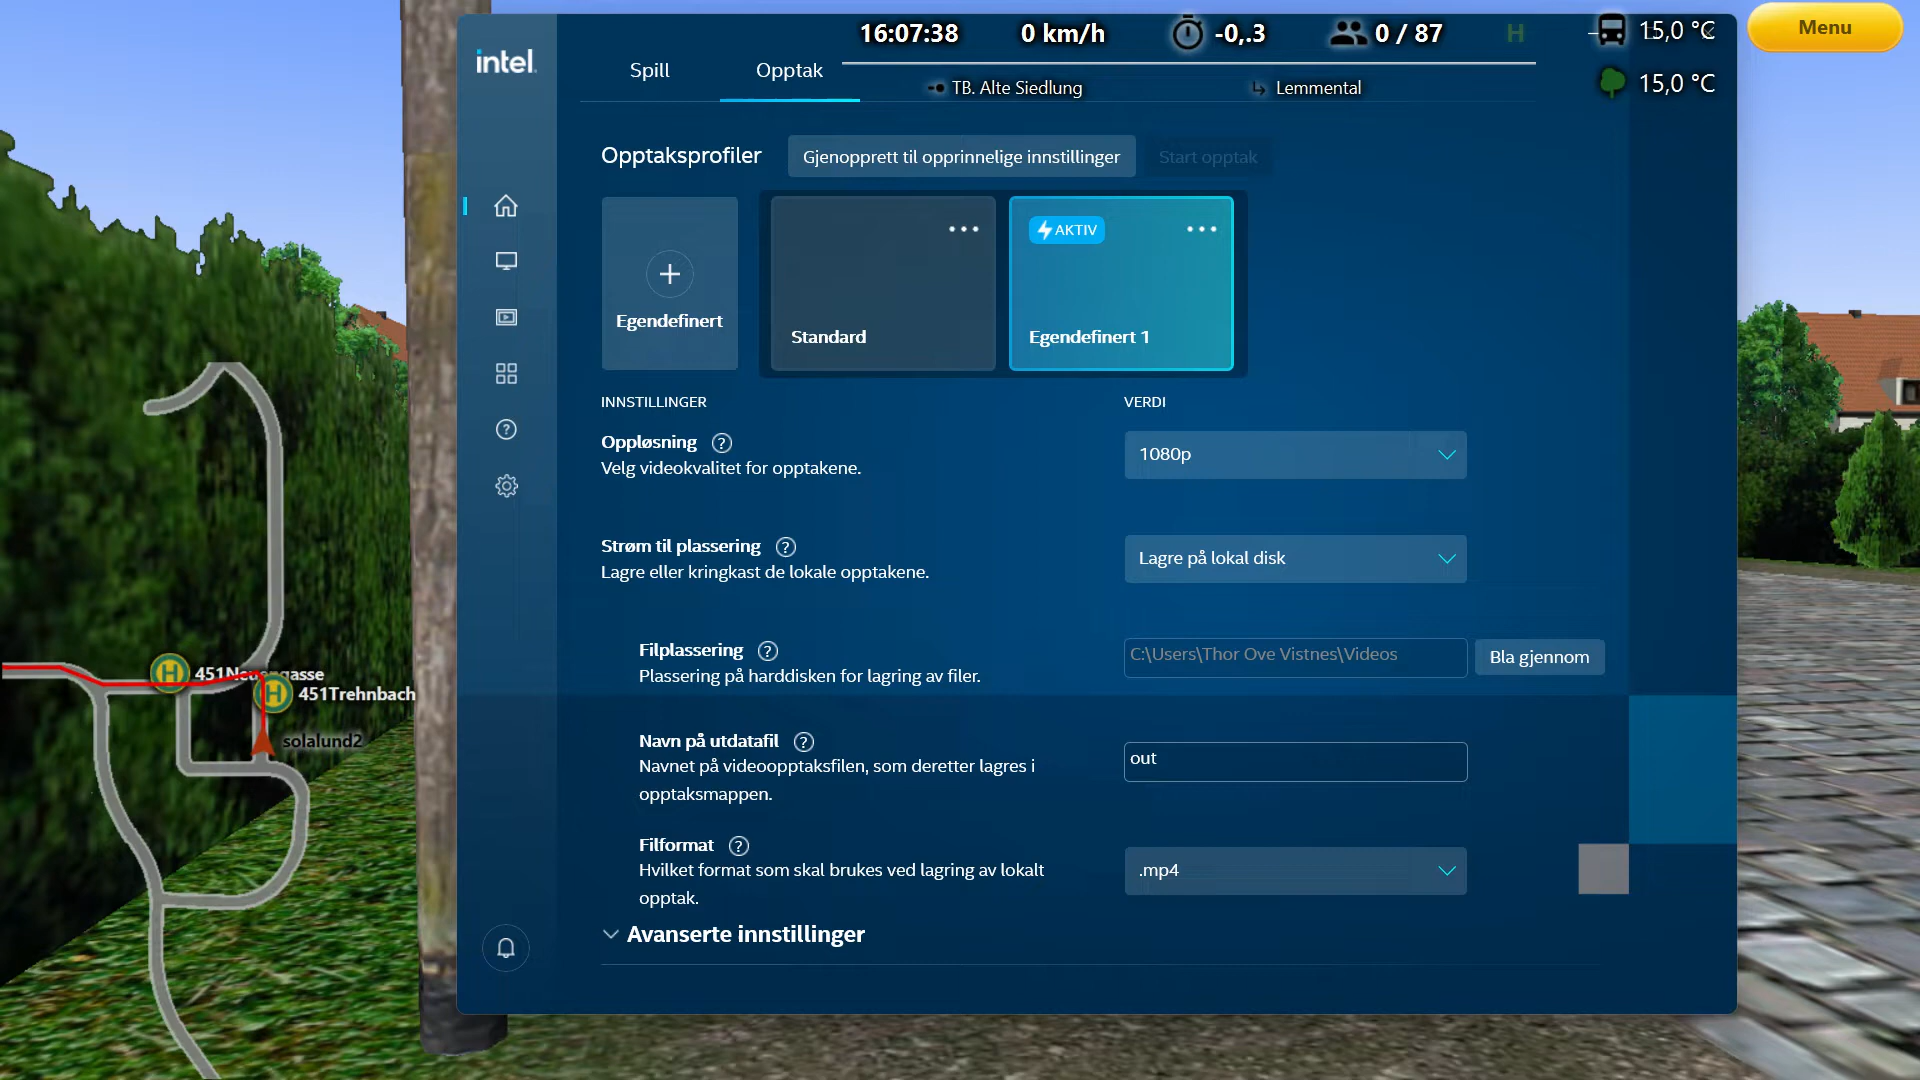 16:07:38 0 km/h -0,.3 0 / 87 H 15,0 °C Menu
intel.
Spill Opptak
TB. Alte Siedlung Lemmental 15,0 °C
Opptaksprofiler Gjenopprett til opprinnelige innstillinger Start opptak
AKTIV
Egendefinert
Standard
Egendefinert 1
INNSTILLINGER VERDI
Oppløsning
Velg videokvalitet for opptakene.
1080p
Strøm til plassering
Lagre eller kringkast de lokale opptakene.
Lagre på lokal disk
Filplassering
Plassering på harddisken for lagring av filer.
C:\Users\Thor Ove Vistnes\Videos Bla gjennom
H 451Neuengasse
H 451Trehnbach
solalund2
Navn på utdatafil
Navnet på videoopptaksfilen, som deretter lagres i
opptaksmappen.
out
Filformat
Hvilket format som skal brukes ved lagring av lokalt
opptak.
.mp4
Avanserte innstillinger